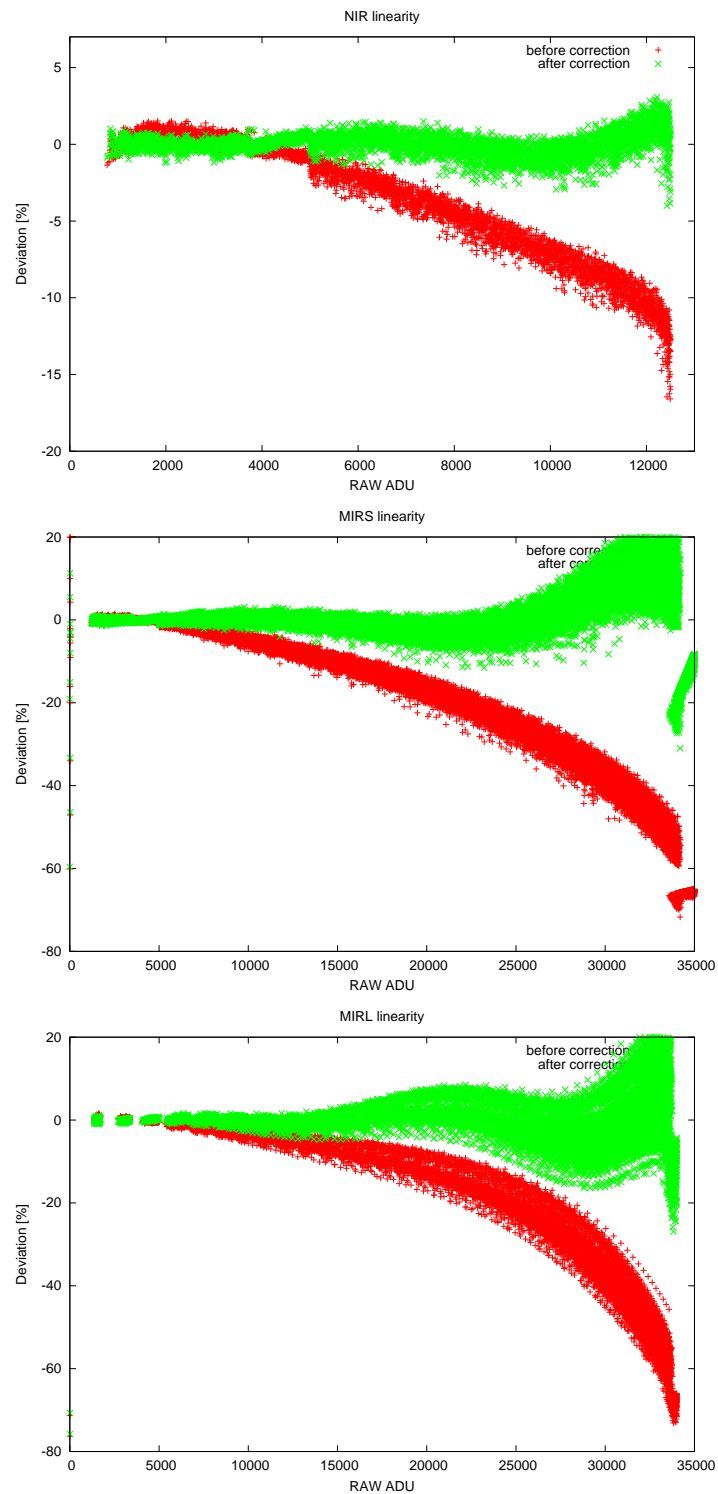 NIR linearity
before correction
after correction
5
0
-5
-10
-15
-20
Deviation [%]
0 2000 4000 6000 8000 10000 12000
RAW ADU
MIRS linearity
before
after
20
0
-20
-40
-60
-80
Deviation [%]
0 5000 10000 15000 20000 25000 30000 35000
RAW ADU
MIRL linearity
before correction
after
20
0
-20
-40
-60
-80
Deviation [%]
0 5000 10000 15000 20000 25000 30000 35000
RAW ADU